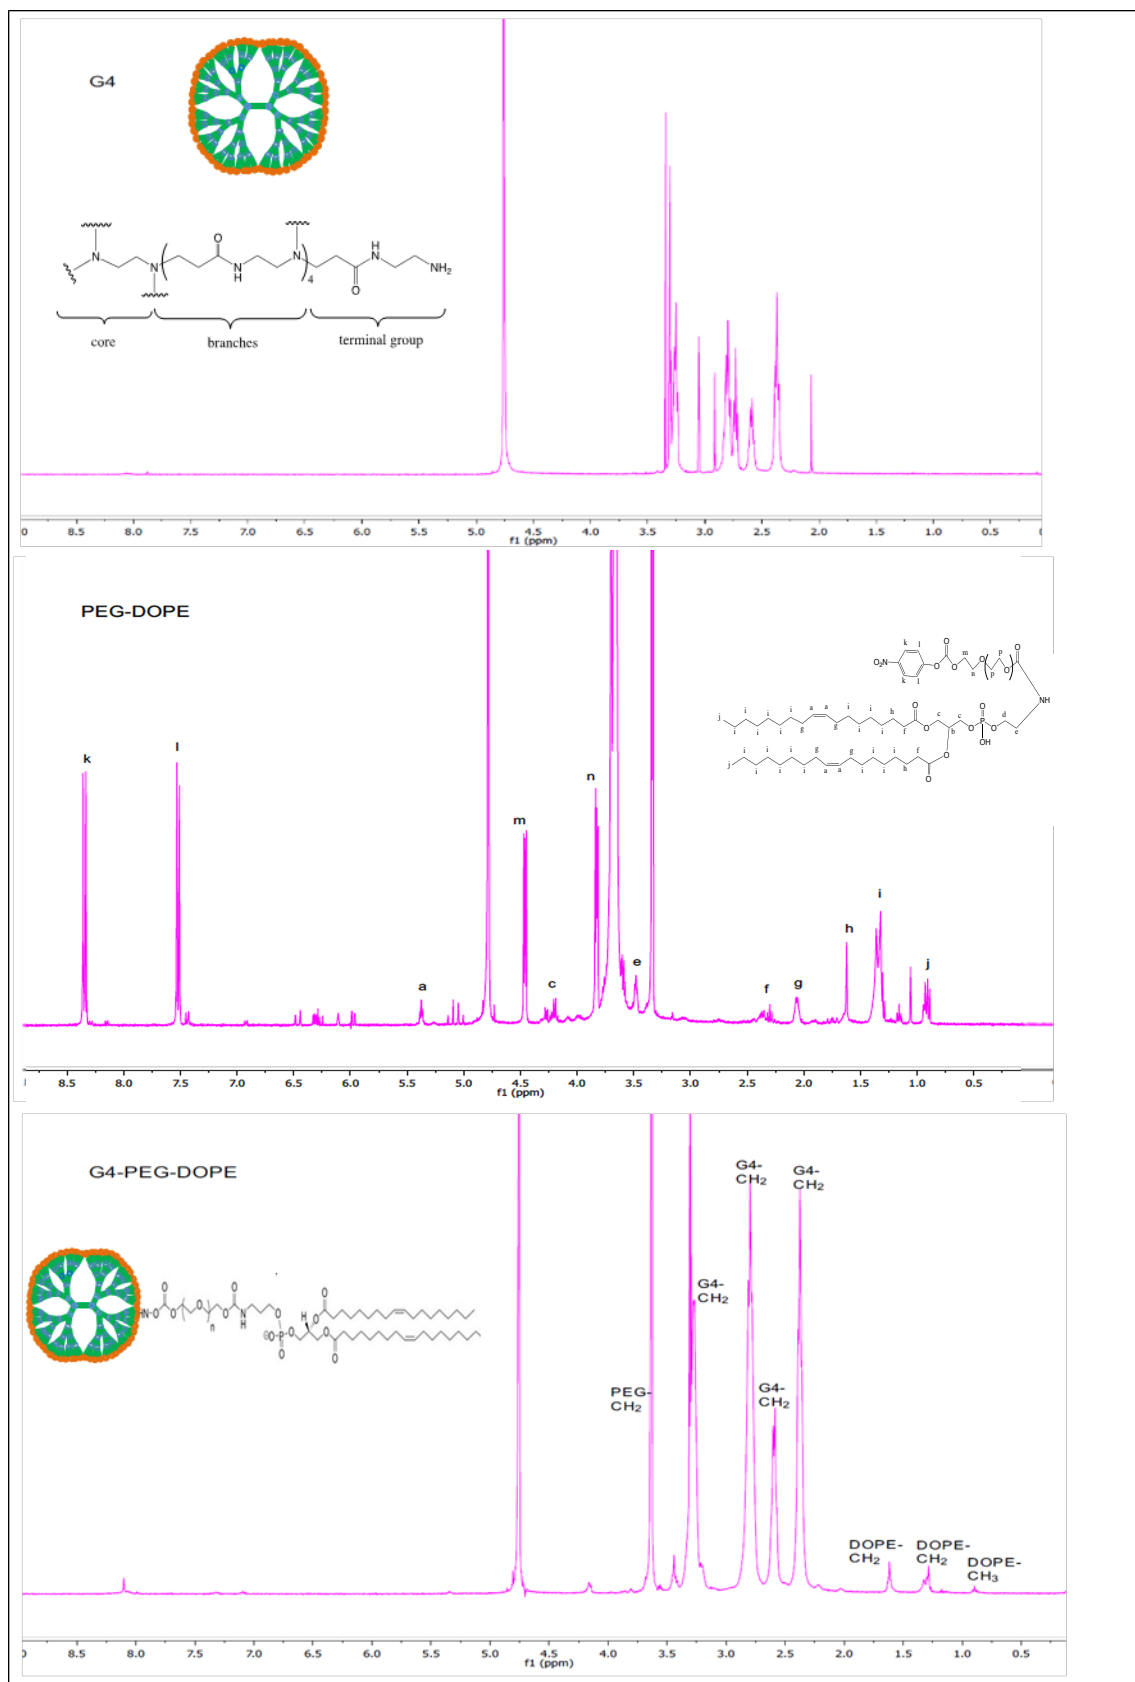 G4
O
H
N
NH₂
N
N
N
N
H
4
O
core
branches
terminal group
8.5 8.0 7.5 7.0 6.5 6.0 5.5 5.0 4.5 4.0 3.5 3.0 2.5 2.0 1.5 1.0 0.5
f1 (ppm)
PEG-DOPE
k l O m p O
O₂N O O O O O
k l n p
NH
j i i i a a i i h O c c O d
i i i g g i i f O b O P O e
OH
O
j i i i g g i i f
i i i a a i i h O
k
l
m
n
a
c
e
f
g
h
i
j
8.5 8.0 7.5 7.0 6.5 6.0 5.5 5.0 4.5 4.0 3.5 3.0 2.5 2.0 1.5 1.0 0.5
f1 (ppm)
G4-PEG-DOPE
G4-
CH₂
G4-
CH₂
G4-
CH₂
G4-
CH₂
PEG-
CH₂
DOPE-
CH₂
DOPE-
CH₂
DOPE-
CH₃
O O O H O
HN O O O n O N H O
O P O O
O O
8.5 8.0 7.5 7.0 6.5 6.0 5.5 5.0 4.5 4.0 3.5 3.0 2.5 2.0 1.5 1.0 0.5
f1 (ppm)